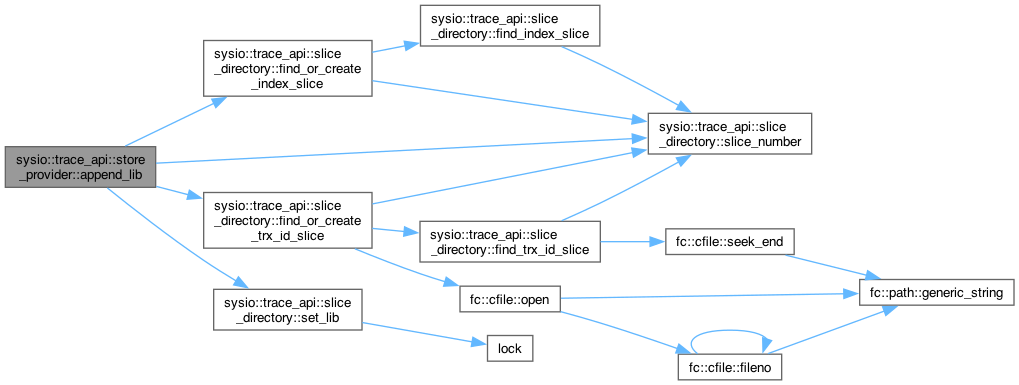 sysio::trace_api::store
_provider::append_lib
sysio::trace_api::slice
_directory::find_or_create
_index_slice
sysio::trace_api::slice
_directory::find_index_slice
sysio::trace_api::slice
_directory::slice_number
sysio::trace_api::slice
_directory::find_or_create
_trx_id_slice
sysio::trace_api::slice
_directory::find_trx_id_slice
fc::cfile::seek_end
fc::cfile::open
fc::path::generic_string
sysio::trace_api::slice
_directory::set_lib
lock
fc::cfile::fileno